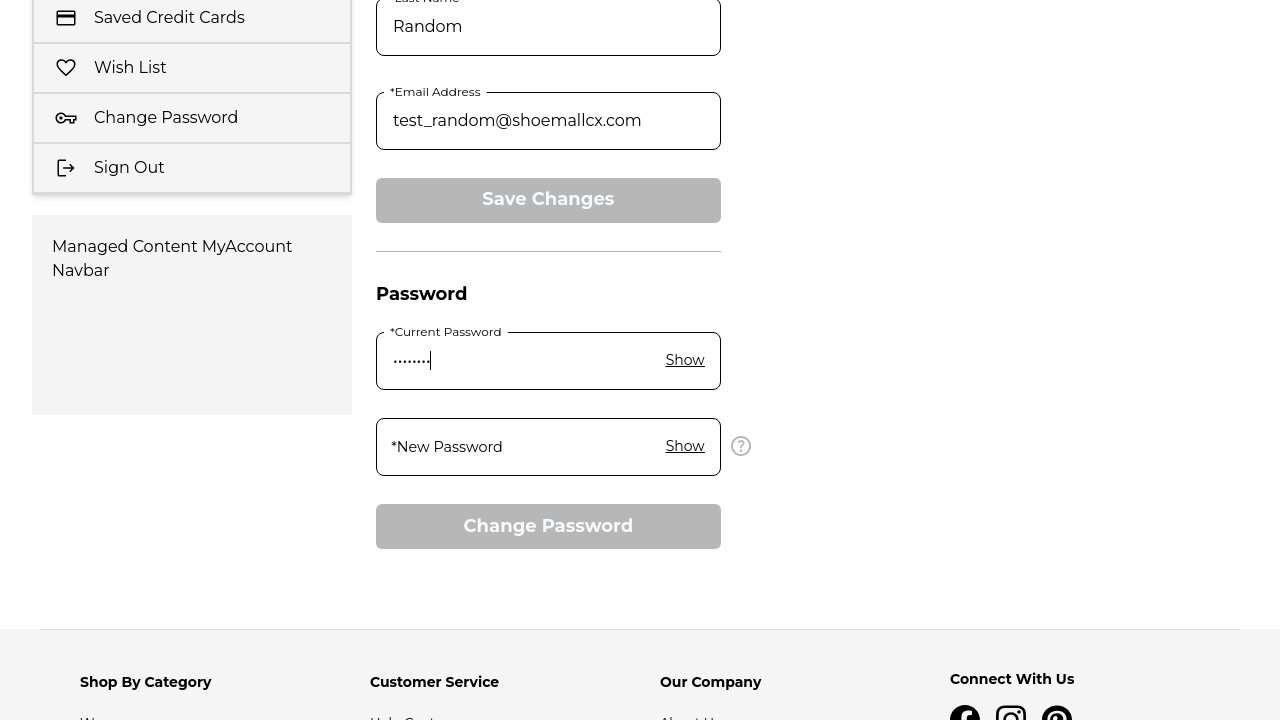 Saved Credit Cards
Wish List
Change Password
Sign Out
Managed Content MyAccount
Navbar
Random
*Email Address
test_random@shoemallcx.com
Save Changes
Password
*Current Password
••••••••
Show
*New Password
Show
?
Change Password
Shop By Category
Customer Service
Our Company
Connect With Us